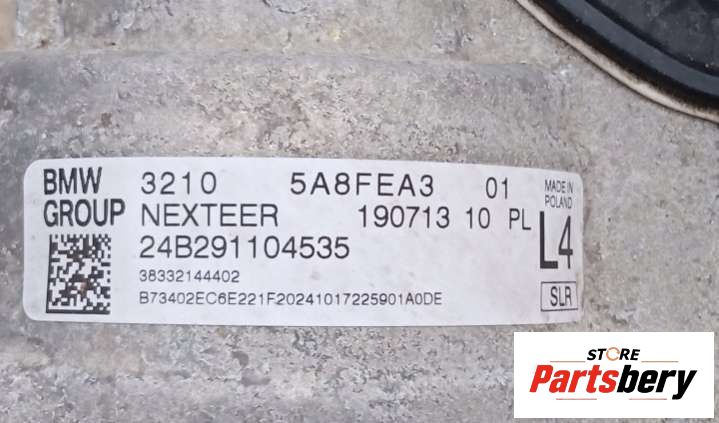 BMW GROUP
3210 5A8FEA3 01
NEXTEER 190713 10 PL
24B291104535
38332144402
B73402EC6E221F20241017225901A0DE
MADE IN
POLAND
L4
SLR
STORE
Partsbery